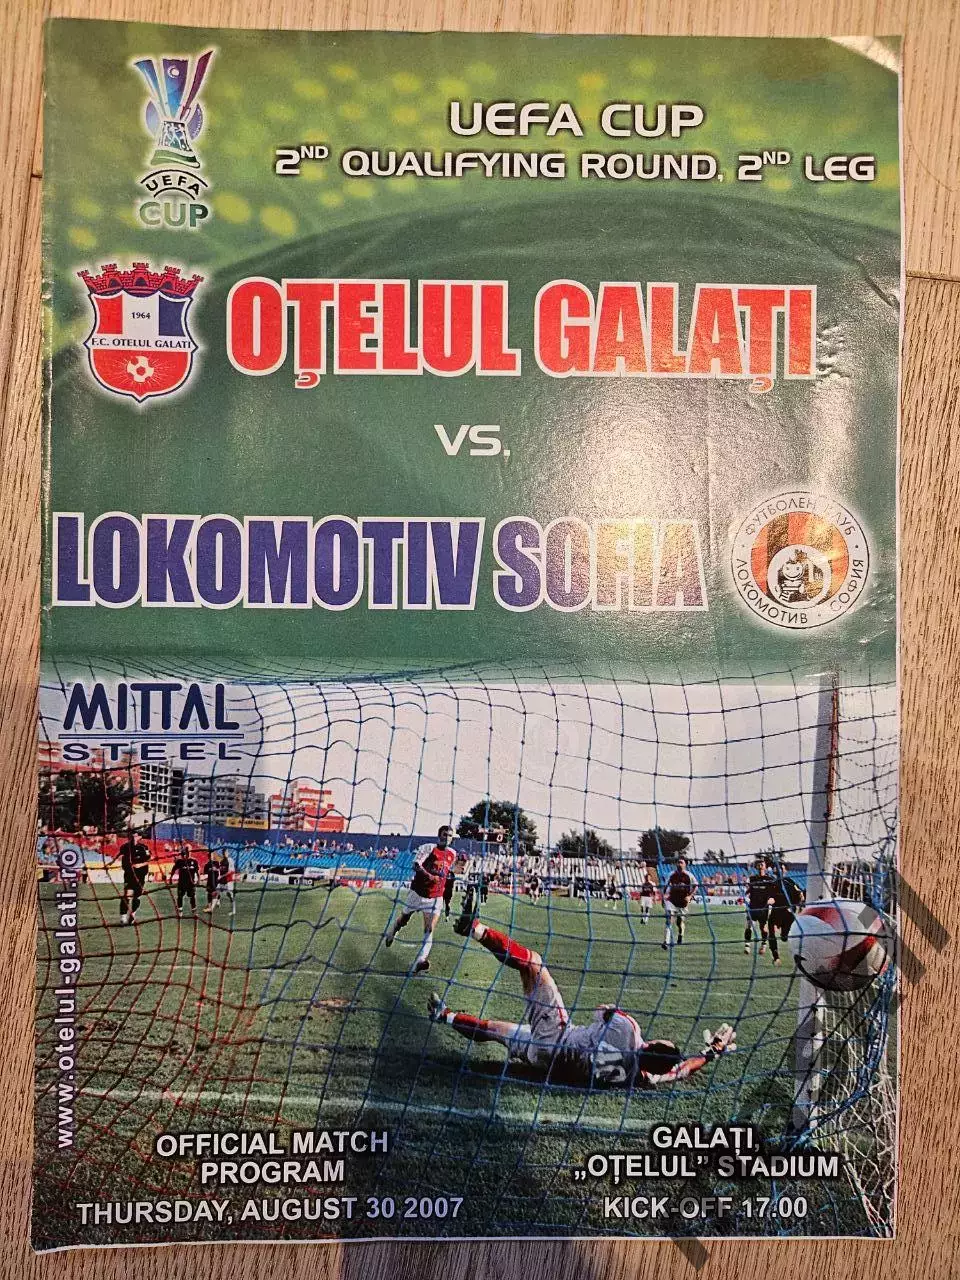 UEFA CUP
2ND QUALIFYING ROUND, 2ND LEG
UEFA
CUP
1964
F.C. OTELUL GALATI
OȚELUL GALAȚI
VS.
LOKOMOTIV SOFIA
ФУТБОЛЕН КЛУБ
ЛОКОМОТИВ СОФИЯ
MITTAL
STEEL
www.otelul-galati.ro
OFFICIAL MATCH
PROGRAM
THURSDAY, AUGUST 30 2007
GALAȚI,
„OȚELUL” STADIUM
KICK-OFF 17.00